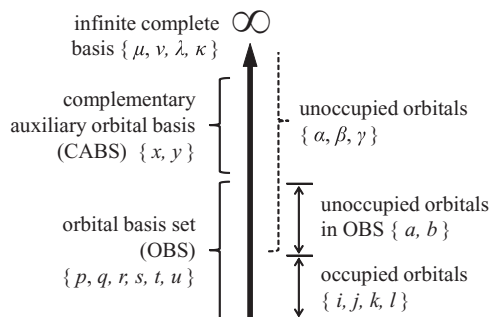 infinite complete ∞
basis { μ, ν, λ, κ }
complementary
auxiliary orbital basis
(CABS) { x, y }
unoccupied orbitals
{ α, β, γ }
orbital basis set
(OBS)
{ p, q, r, s, t, u }
unoccupied orbitals
in OBS { a, b }
occupied orbitals
{ i, j, k, l }